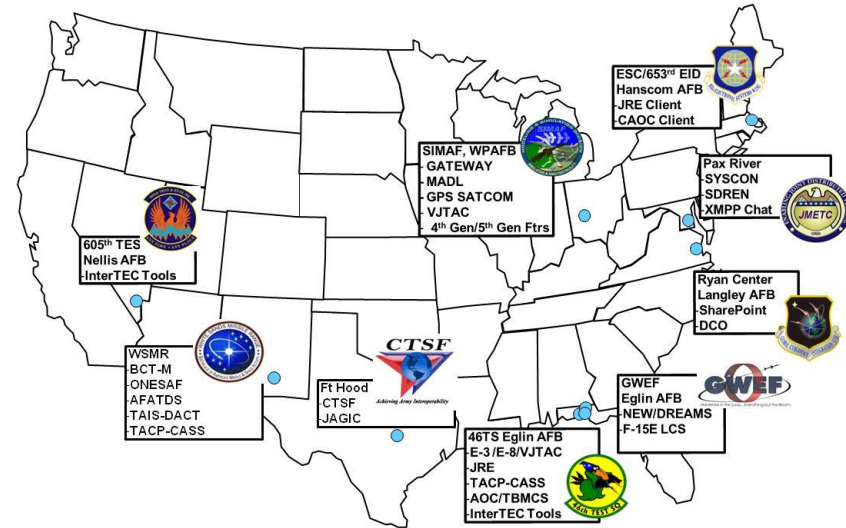 ESC/653rd EID
Hanscom AFB
-JRE Client
-CAOC Client
SIMAF, WPAFB
- GATEWAY
- MADL
- GPS SATCOM
- VJTAC
- 4th Gen/5th Gen Ftrs
SIMAF
Pax River
-SYSCON
-SDREN
-XMPP Chat
JMETC
605th TES
Nellis AFB
-InterTEC Tools
Ryan Center
Langley AFB
-SharePoint
-DCO
WSMR
-BCT-M
-ONESAF
-AFATDS
-TAIS-DACT
-TACP-CASS
CTSF
Achieving Army Interoperability
Ft Hood
-CTSF
-JAGIC
GWEF
GWEF
Eglin AFB
-NEW/DREAMS
-F-15E LCS
46TS Eglin AFB
-E-3 /E-8/VJTAC
-JRE
-TACP-CASS
-AOC/TBMCS
-InterTEC Tools
46th TEST SQ